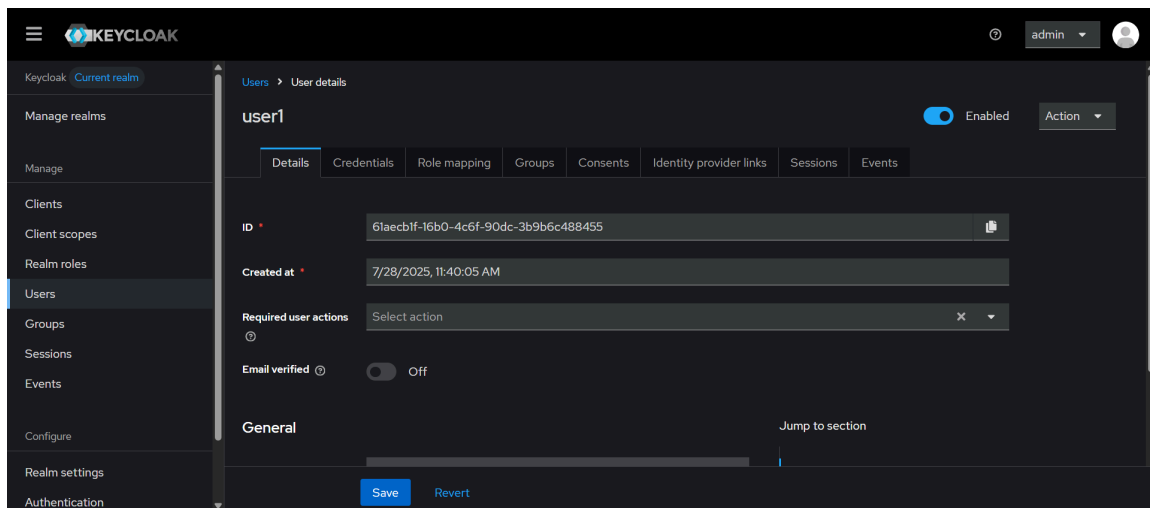 KEYCLOAK
admin
Keycloak Current realm
Manage realms
Manage
Clients
Client scopes
Realm roles
Users
Groups
Sessions
Events
Configure
Realm settings
Authentication
Users > User details
user1
Enabled
Action
Details Credentials Role mapping Groups Consents Identity provider links Sessions Events
ID *
61aecb1f-16b0-4c6f-90dc-3b9b6c488455
Created at *
7/28/2025, 11:40:05 AM
Required user actions
Select action
Email verified
Off
General
Jump to section
Save Revert